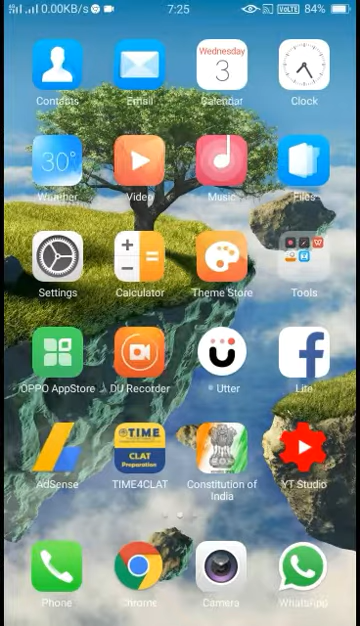 0.00KB/s 7:25 VoLTE 84%
Wednesday
3
Contacts Email Calendar Clock
30°
Weather Video Music Files
Settings Calculator Theme Store Tools
OPPO AppStore DU Recorder Utter Lite
TIME
CLAT
Preparation
AdSense TIME4CLAT Constitution of India YT Studio
Phone Chrome Camera WhatsApp